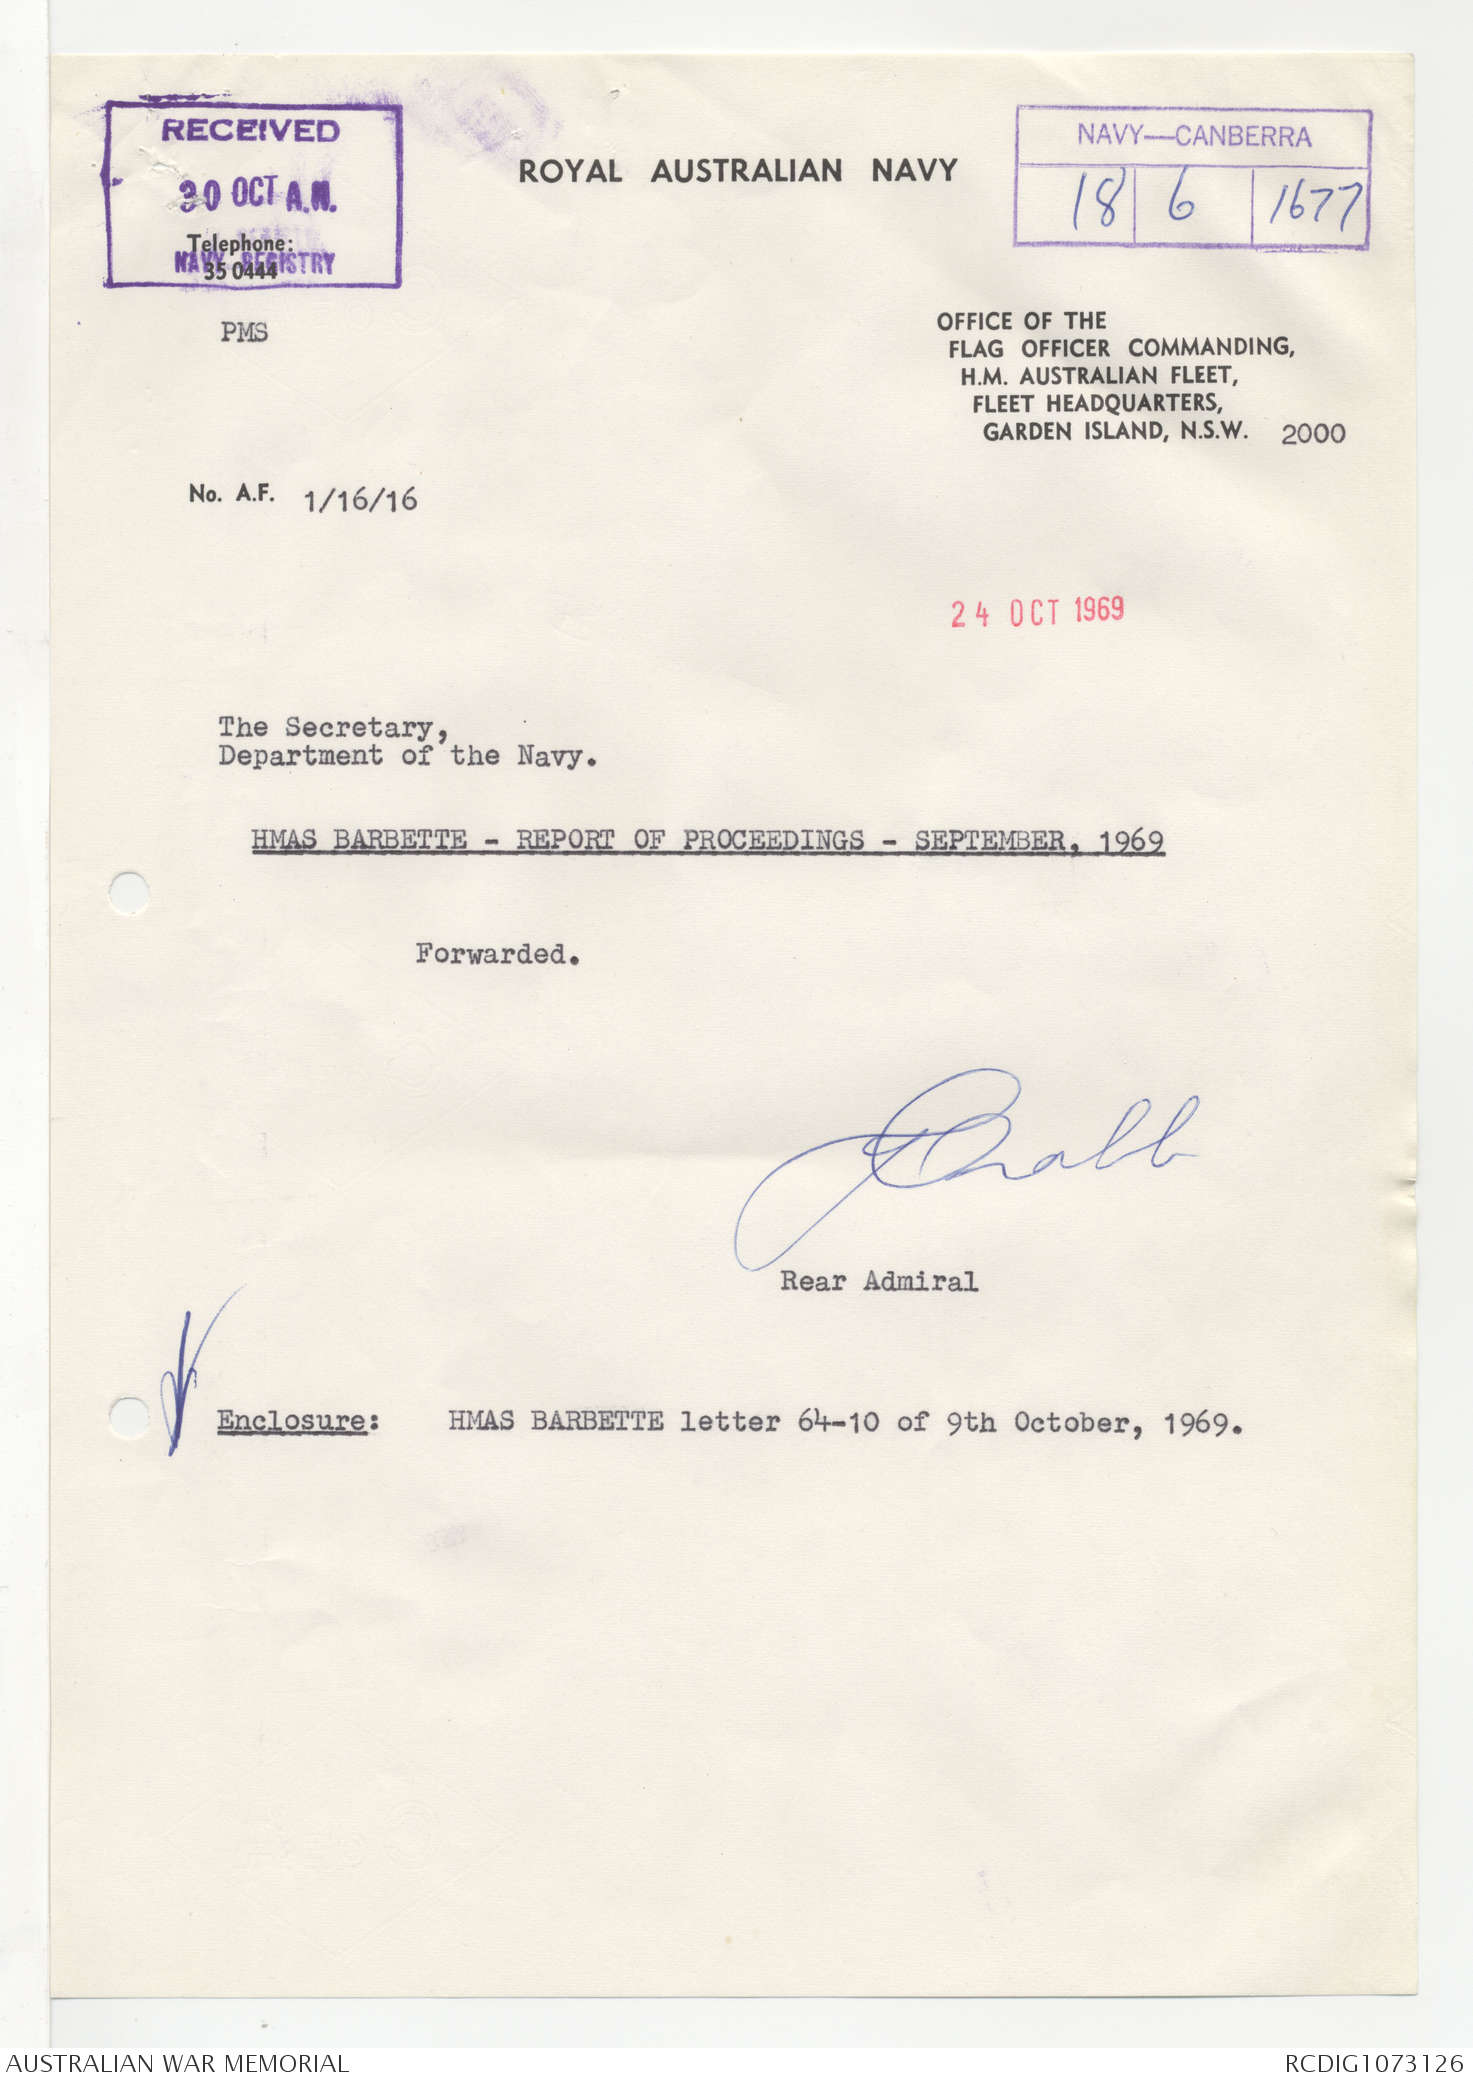 RECEIVED
30 OCT A.M.
NAVY REGISTRY
Telephone:
35 0444
PMS
ROYAL AUSTRALIAN NAVY
NAVY—CANBERRA
18 6 1677
OFFICE OF THE
FLAG OFFICER COMMANDING,
H.M. AUSTRALIAN FLEET,
FLEET HEADQUARTERS,
GARDEN ISLAND, N.S.W. 2000
No. A.F. 1/16/16
24 OCT 1969
The Secretary,
Department of the Navy.
HMAS BARBETTE - REPORT OF PROCEEDINGS - SEPTEMBER, 1969
Forwarded.
Rear Admiral
Enclosure: HMAS BARBETTE letter 64-10 of 9th October, 1969.
AUSTRALIAN WAR MEMORIAL
RCDIG1073126